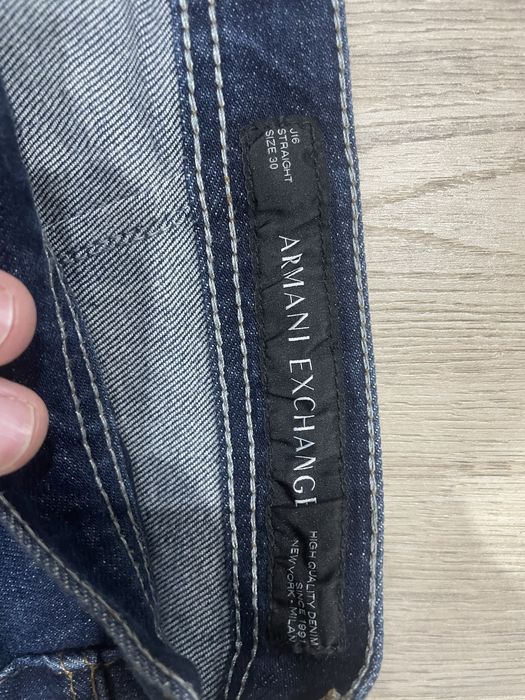 J16
STRAIGHT
SIZE 30
ARMANI EXCHANGE
HIGH QUALITY DENIM
SINCE 1991
NEW YORK - MILAN